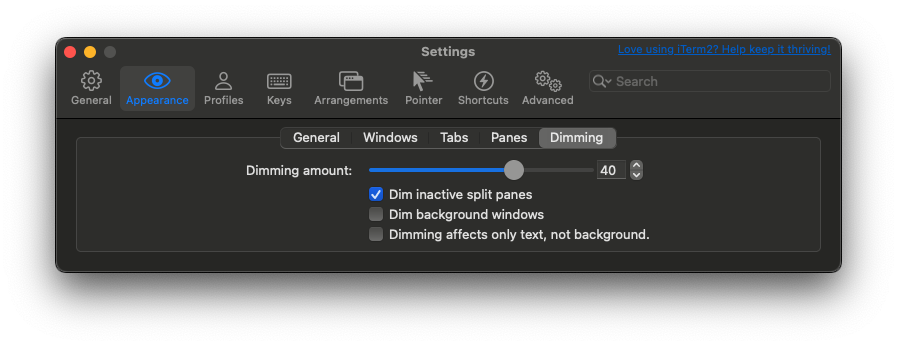 Settings
Love using iTerm2? Help keep it thriving!
General Appearance Profiles Keys Arrangements Pointer Shortcuts Advanced Search
General Windows Tabs Panes Dimming
Dimming amount: 40
Dim inactive split panes
Dim background windows
Dimming affects only text, not background.